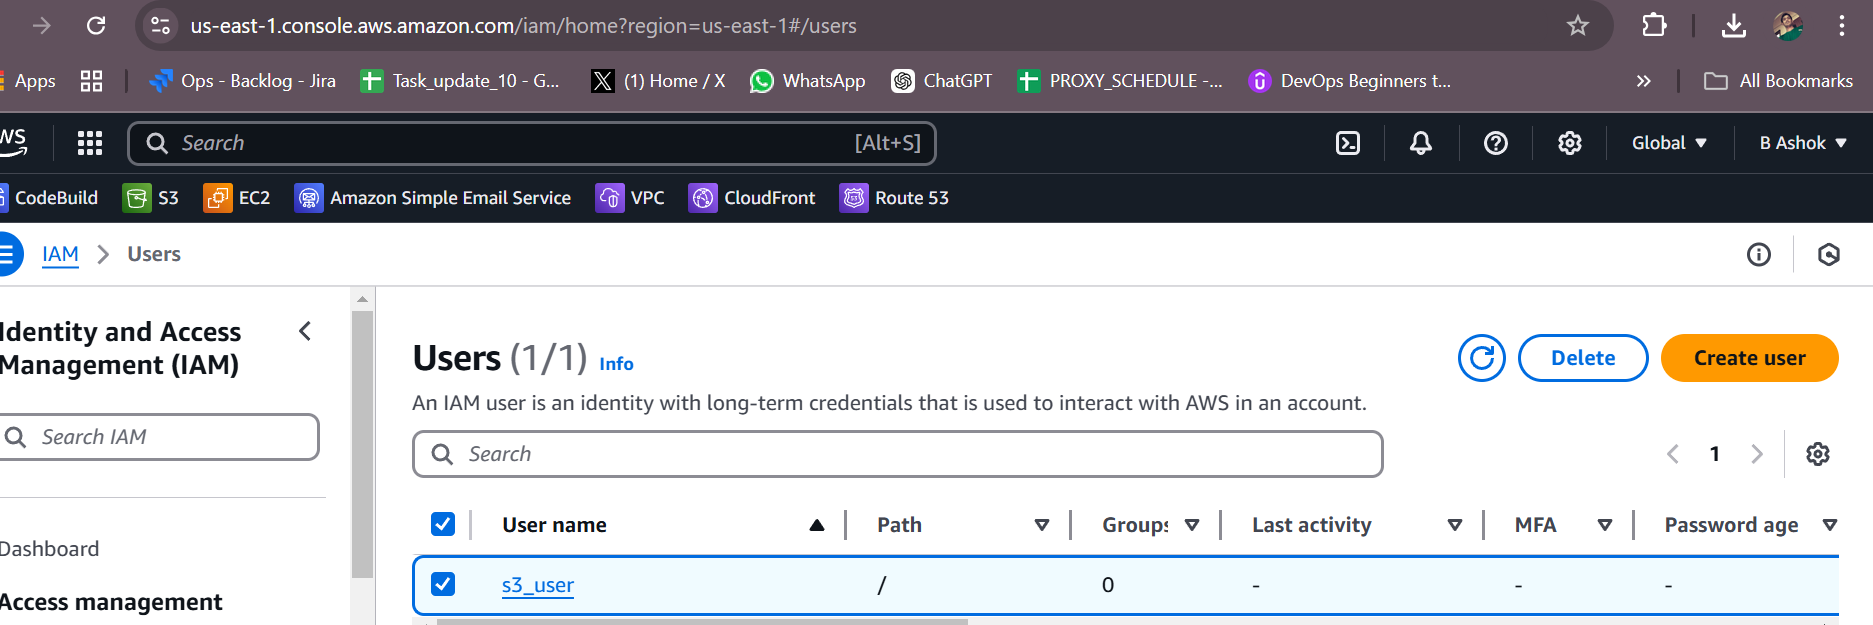 us-east-1.console.aws.amazon.com/iam/home?region=us-east-1#/users
Apps Ops - Backlog - Jira Task_update_10 - G... (1) Home / X WhatsApp ChatGPT PROXY_SCHEDULE -... DevOps Beginners t... » All Bookmarks
Search [Alt+S] Global B Ashok
CodeBuild S3 EC2 Amazon Simple Email Service VPC CloudFront Route 53
IAM > Users
Identity and Access
Management (IAM)
Search IAM
Dashboard
Access management
Users (1/1) Info
Delete
Create user
An IAM user is an identity with long-term credentials that is used to interact with AWS in an account.
Search
1
User name Path Groups Last activity MFA Password age
s3_user / 0 - - -